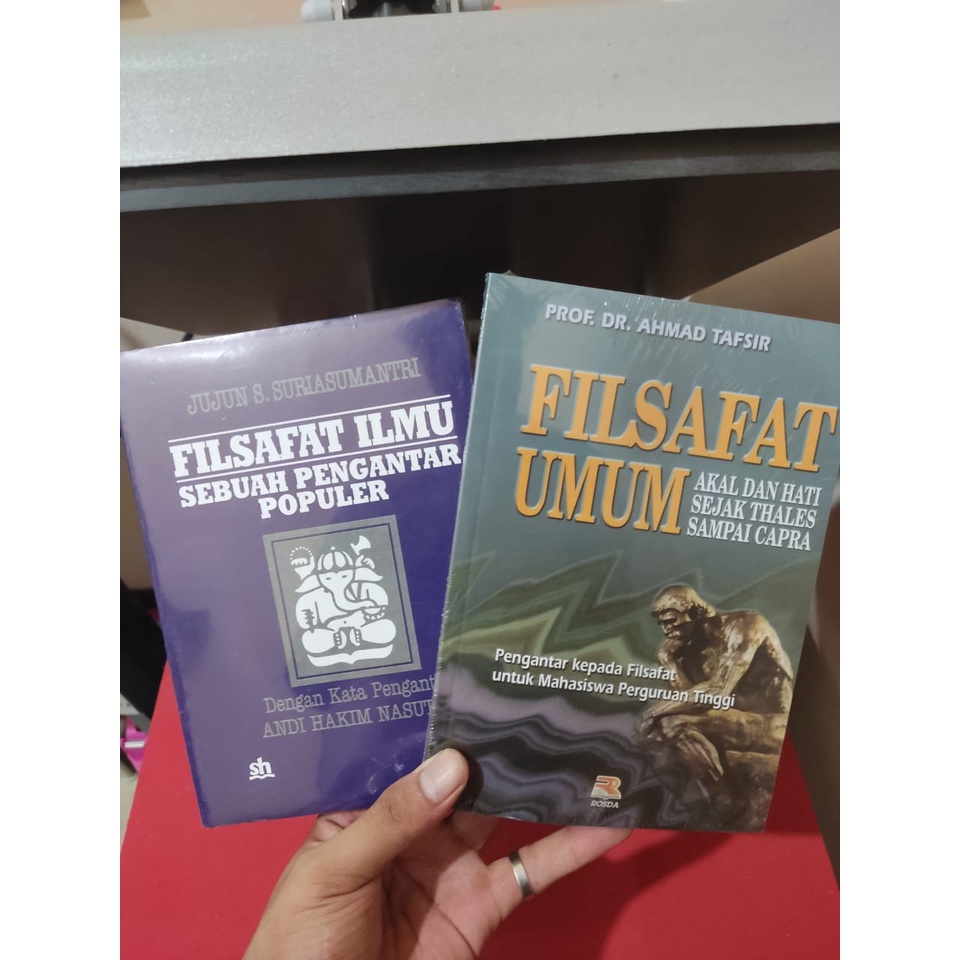 JUJUN S. SURIASUMANTRI
FILSAFAT ILMU
SEBUAH PENGANTAR
POPULER
Dengan Kata Pengant
ANDI HAKIM NASUT
sh
PROF. DR. AHMAD TAFSIR
FILSAFAT
UMUM
AKAL DAN HATI
SEJAK THALES
SAMPAI CAPRA
Pengantar kepada Filsafat
untuk Mahasiswa Perguruan Tinggi
ROSDA